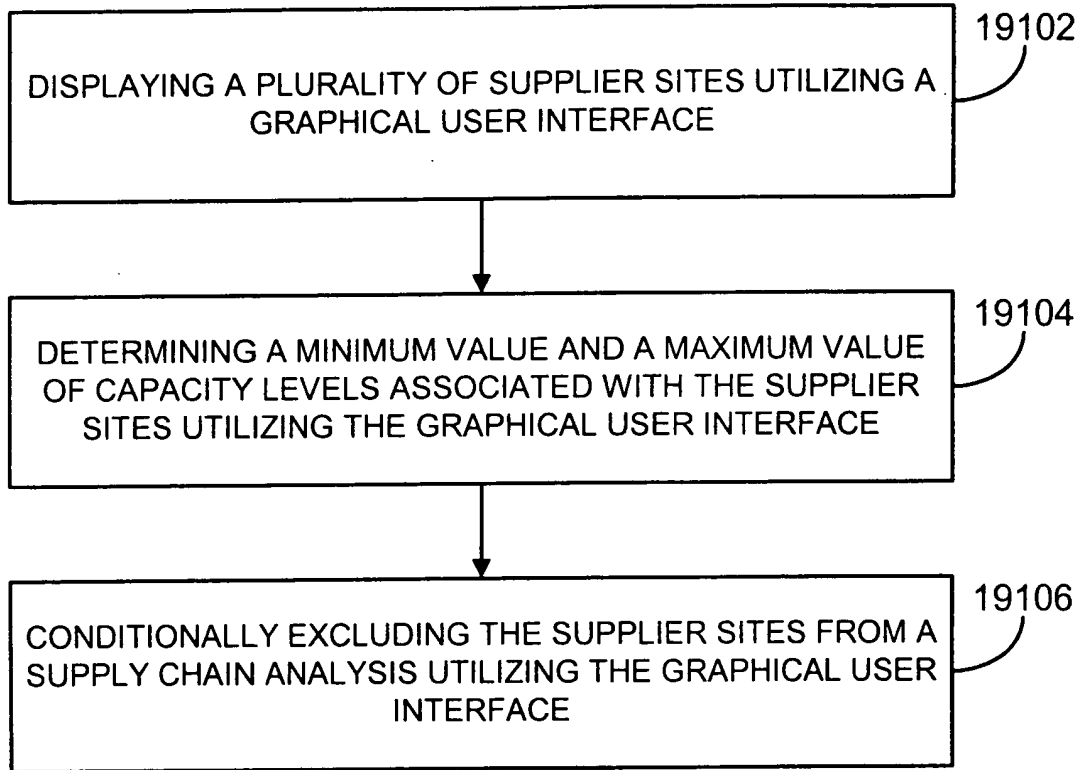 19102
DISPLAYING A PLURALITY OF SUPPLIER SITES UTILIZING A
GRAPHICAL USER INTERFACE
19104
DETERMINING A MINIMUM VALUE AND A MAXIMUM VALUE
OF CAPACITY LEVELS ASSOCIATED WITH THE SUPPLIER
SITES UTILIZING THE GRAPHICAL USER INTERFACE
19106
CONDITIONALLY EXCLUDING THE SUPPLIER SITES FROM A
SUPPLY CHAIN ANALYSIS UTILIZING THE GRAPHICAL USER
INTERFACE